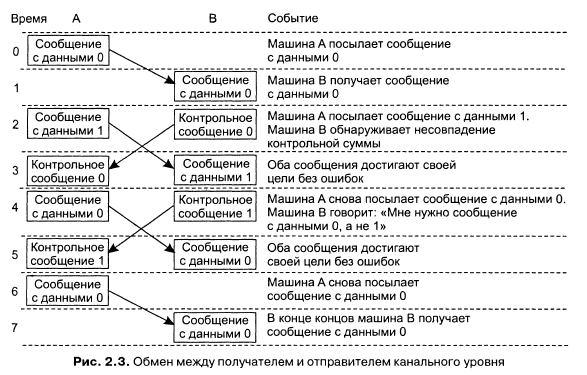 Время A B Событие
0 Сообщение с данными 0
Машина A посылает сообщение
с данными 0
1 Сообщение с данными 0
Машина B получает сообщение
с данными 0
2 Сообщение с данными 1
Контрольное сообщение 0
Машина A посылает сообщение с данными 1.
Машина B обнаруживает несовпадение
контрольной суммы
3 Контрольное сообщение 0
Сообщение с данными 1
Оба сообщения достигают своей
цели без ошибок
4 Сообщение с данными 0
Контрольное сообщение 1
Машина A снова посылает сообщение с данными 0.
Машина B говорит: «Мне нужно сообщение
с данными 0, а не 1»
5 Контрольное сообщение 1
Сообщение с данными 0
Оба сообщения достигают
своей цели без ошибок
6 Сообщение с данными 0
Машина A снова посылает
сообщение с данными 0
7 Сообщение с данными 0
В конце концов машина B получает
сообщение с данными 0
Рис. 2.3. Обмен между получателем и отправителем канального уровня